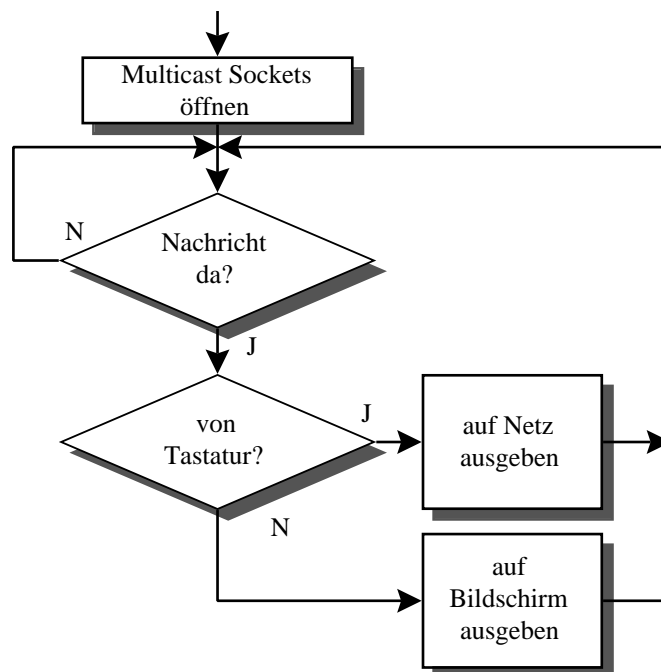 Multicast Sockets
öffnen
N
Nachricht
da?
J
von
Tastatur?
J
auf Netz
ausgeben
N
auf
Bildschirm
ausgeben